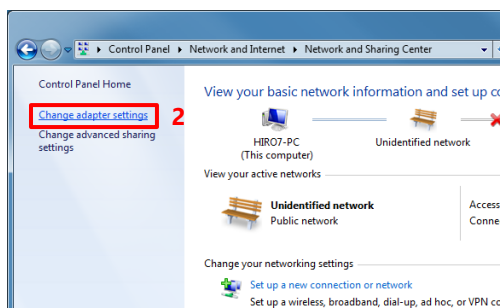 Control Panel ▸ Network and Internet ▸ Network and Sharing Center
Control Panel Home
Change adapter settings 2
Change advanced sharing
settings
View your basic network information and set up co
HIRO7-PC
(This computer)
Unidentified network
View your active networks
Unidentified network
Public network
Access
Conne
Change your networking settings
Set up a new connection or network
Set up a wireless, broadband, dial-up, ad hoc, or VPN co